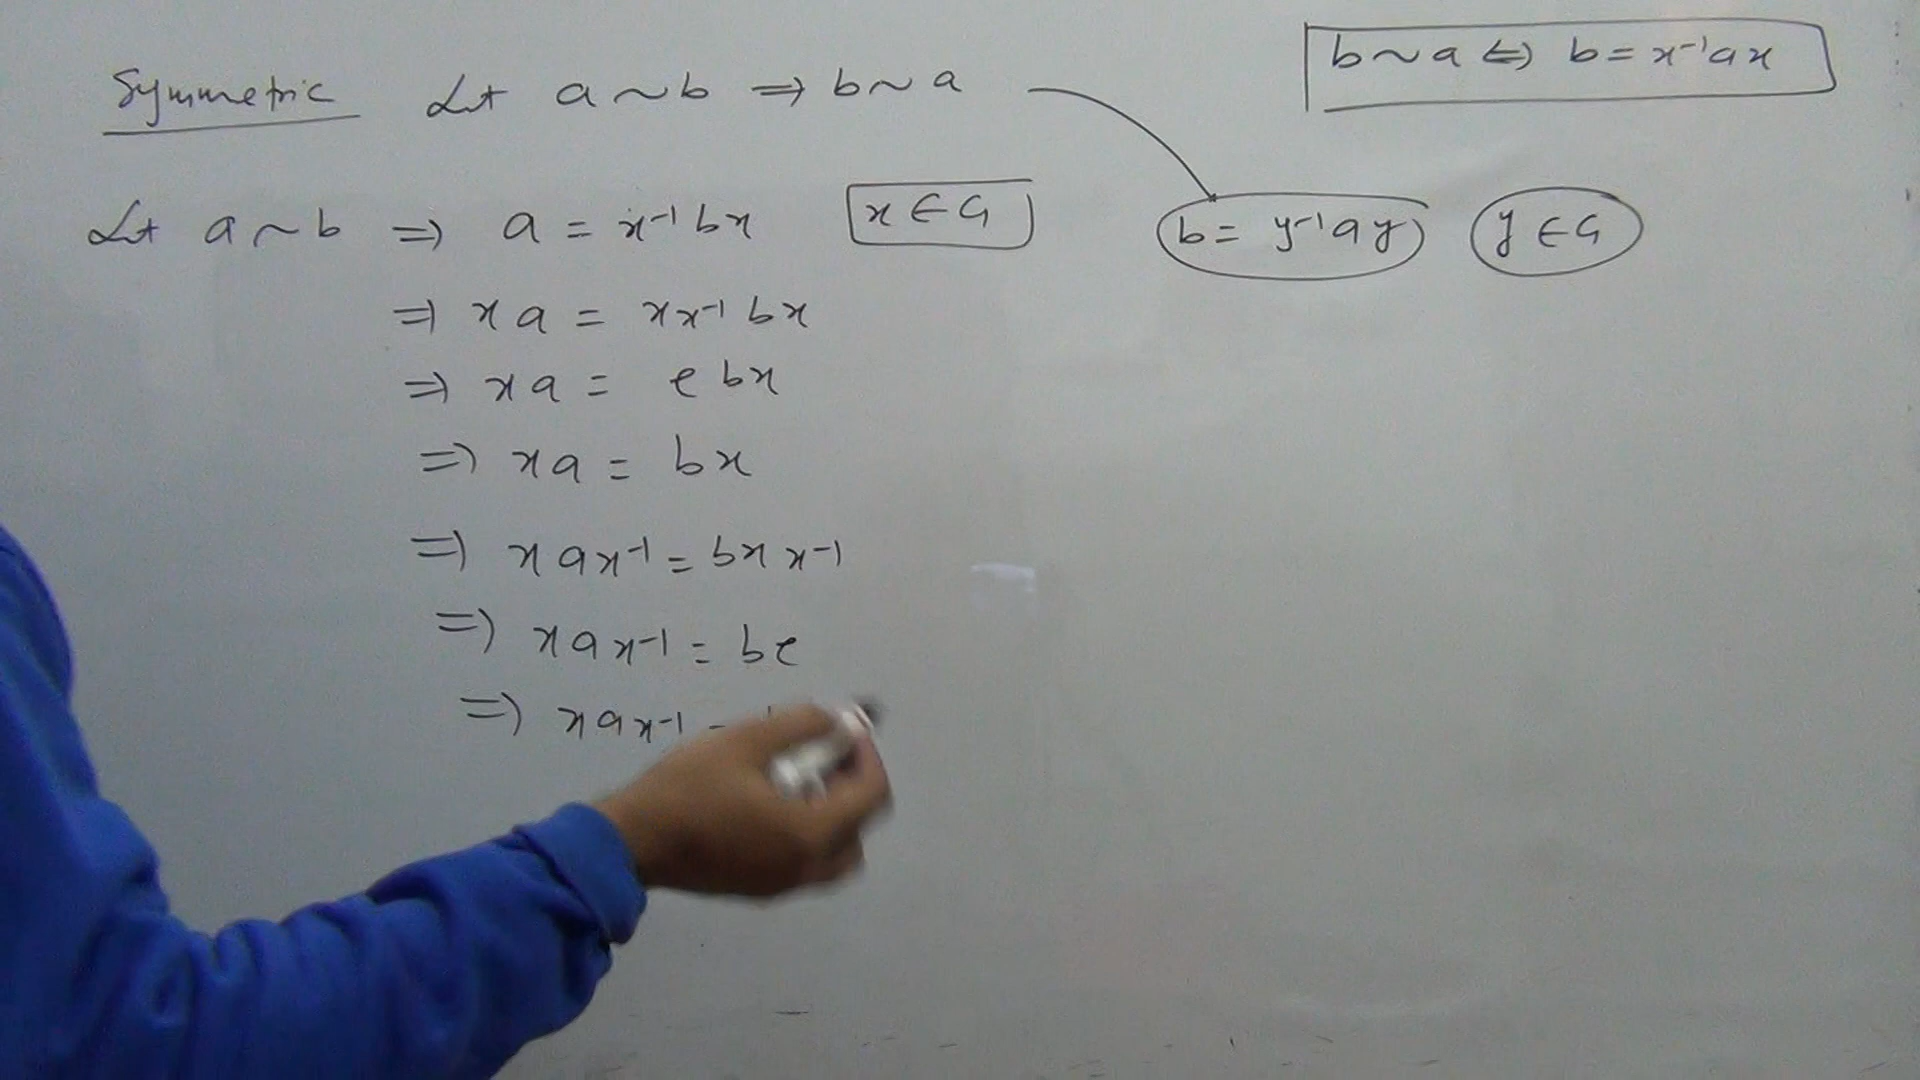 b ~ a ⇔ b = x⁻¹ax
Symmetric Let a ~ b ⇒ b ~ a
Let a ~ b ⇒ a = x⁻¹bx x ∈ G b = y⁻¹ay y ∈ G
⇒ xa = xx⁻¹bx
⇒ xa = ebx
⇒ xa = bx
⇒ xax⁻¹ = bxx⁻¹
⇒ xax⁻¹ = be
⇒ xax⁻¹ =